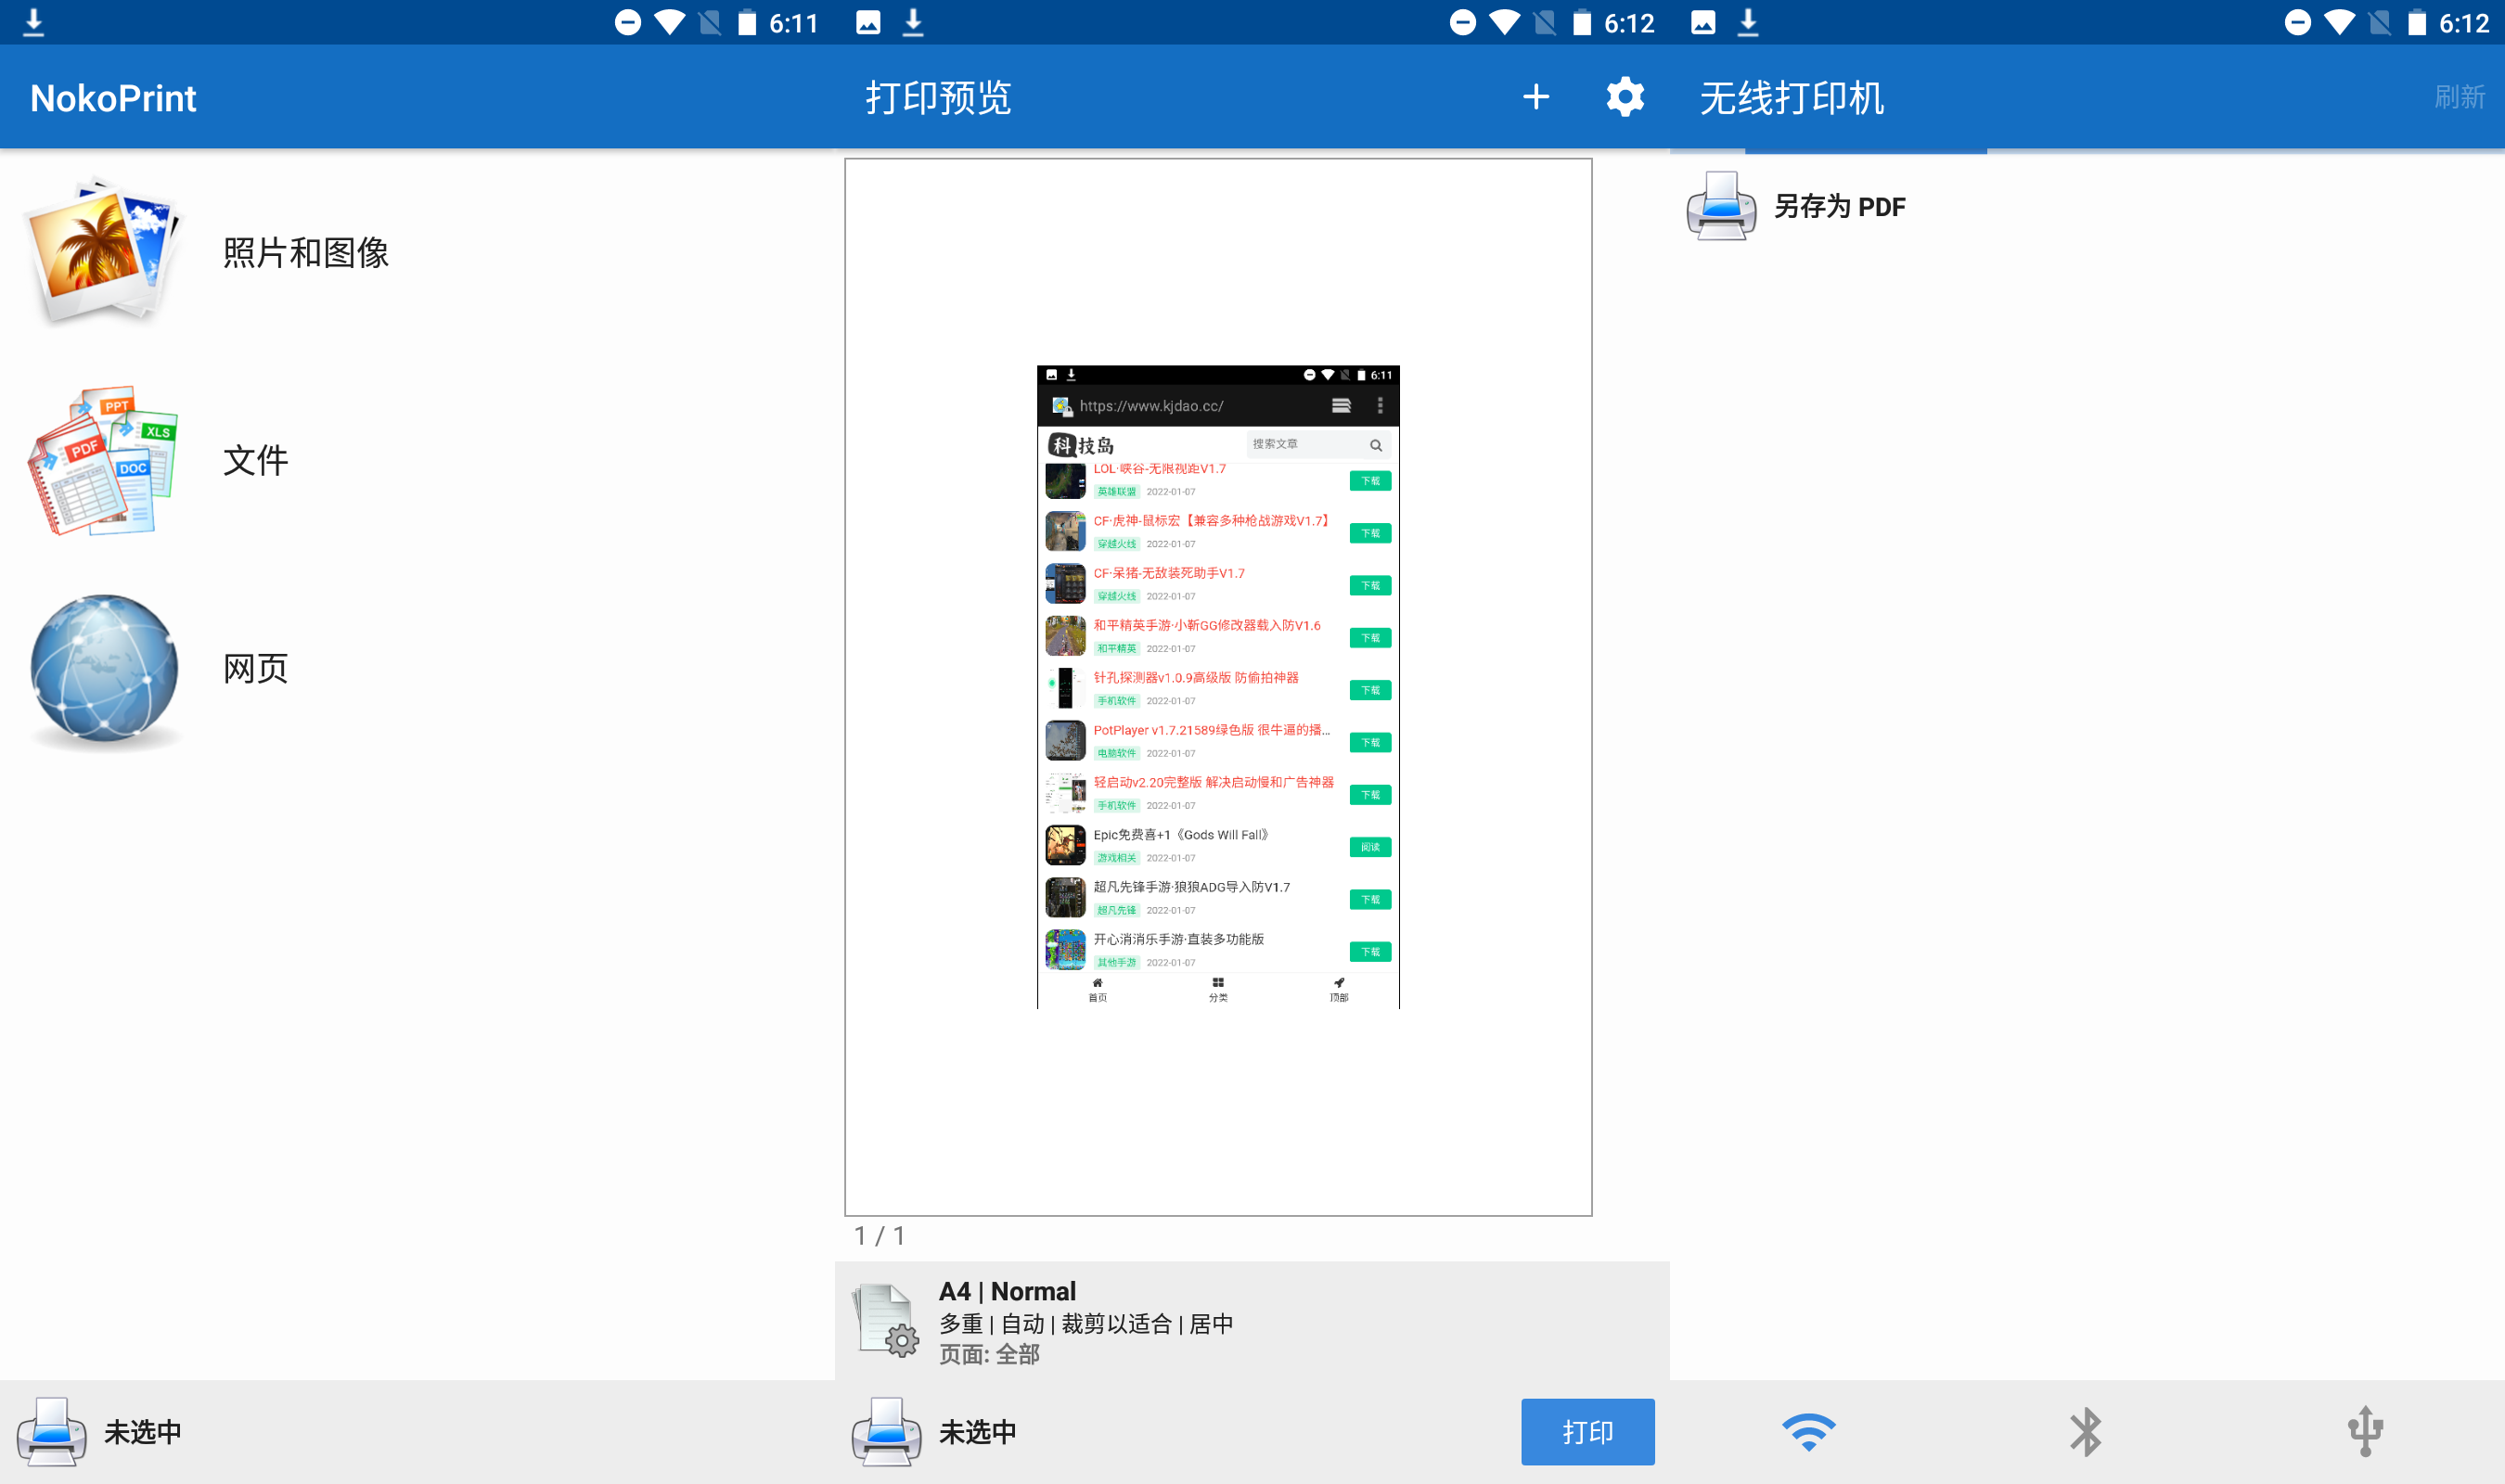 6:11
NokoPrint
照片和图像
PPT
XLS
PDF
DOC
文件
网页
未选中
6:12
打印预览
6:11
https://www.kjdao.cc/
科技岛
搜索文章
LOL·峡谷-无限视距V1.7
英雄联盟 2022-01-07
下载
CF·虎神-鼠标宏【兼容多种枪战游戏V1.7】
穿越火线 2022-01-07
下载
CF·呆猪-无敌装死助手V1.7
穿越火线 2022-01-07
下载
和平精英手游·小靳GG修改器载入防V1.6
和平精英 2022-01-07
下载
针孔探测器v1.0.9高级版 防偷拍神器
手机软件 2022-01-07
下载
PotPlayer v1.7.21589绿色版 很牛逼的播...
电脑软件 2022-01-07
下载
轻启动v2.20完整版 解决启动慢和广告神器
手机软件 2022-01-07
下载
Epic免费喜+1《Gods Will Fall》
游戏相关 2022-01-07
阅读
超凡先锋手游·狼狼ADG导入防V1.7
超凡先锋 2022-01-07
下载
开心消消乐手游·直装多功能版
其他手游 2022-01-07
下载
首页
分类
顶部
1 / 1
A4 | Normal
多重 | 自动 | 裁剪以适合 | 居中
页面: 全部
未选中
打印
6:12
无线打印机
刷新
另存为 PDF